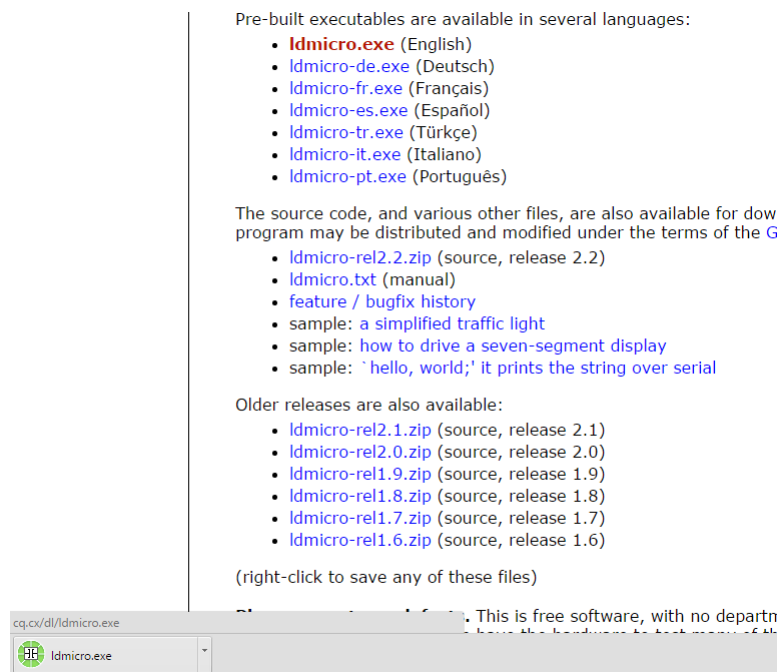 Pre-built executables are available in several languages:
• ldmicro.exe (English)
• ldmicro-de.exe (Deutsch)
• ldmicro-fr.exe (Français)
• ldmicro-es.exe (Español)
• ldmicro-tr.exe (Türkçe)
• ldmicro-it.exe (Italiano)
• ldmicro-pt.exe (Português)
The source code, and various other files, are also available for dow
program may be distributed and modified under the terms of the G
• ldmicro-rel2.2.zip (source, release 2.2)
• ldmicro.txt (manual)
• feature / bugfix history
• sample: a simplified traffic light
• sample: how to drive a seven-segment display
• sample: `hello, world;' it prints the string over serial
Older releases are also available:
• ldmicro-rel2.1.zip (source, release 2.1)
• ldmicro-rel2.0.zip (source, release 2.0)
• ldmicro-rel1.9.zip (source, release 1.9)
• ldmicro-rel1.8.zip (source, release 1.8)
• ldmicro-rel1.7.zip (source, release 1.7)
• ldmicro-rel1.6.zip (source, release 1.6)
(right-click to save any of these files)
This is free software, with no departm
cq.cx/dl/ldmicro.exe
have the hardware to test many of th
ldmicro.exe